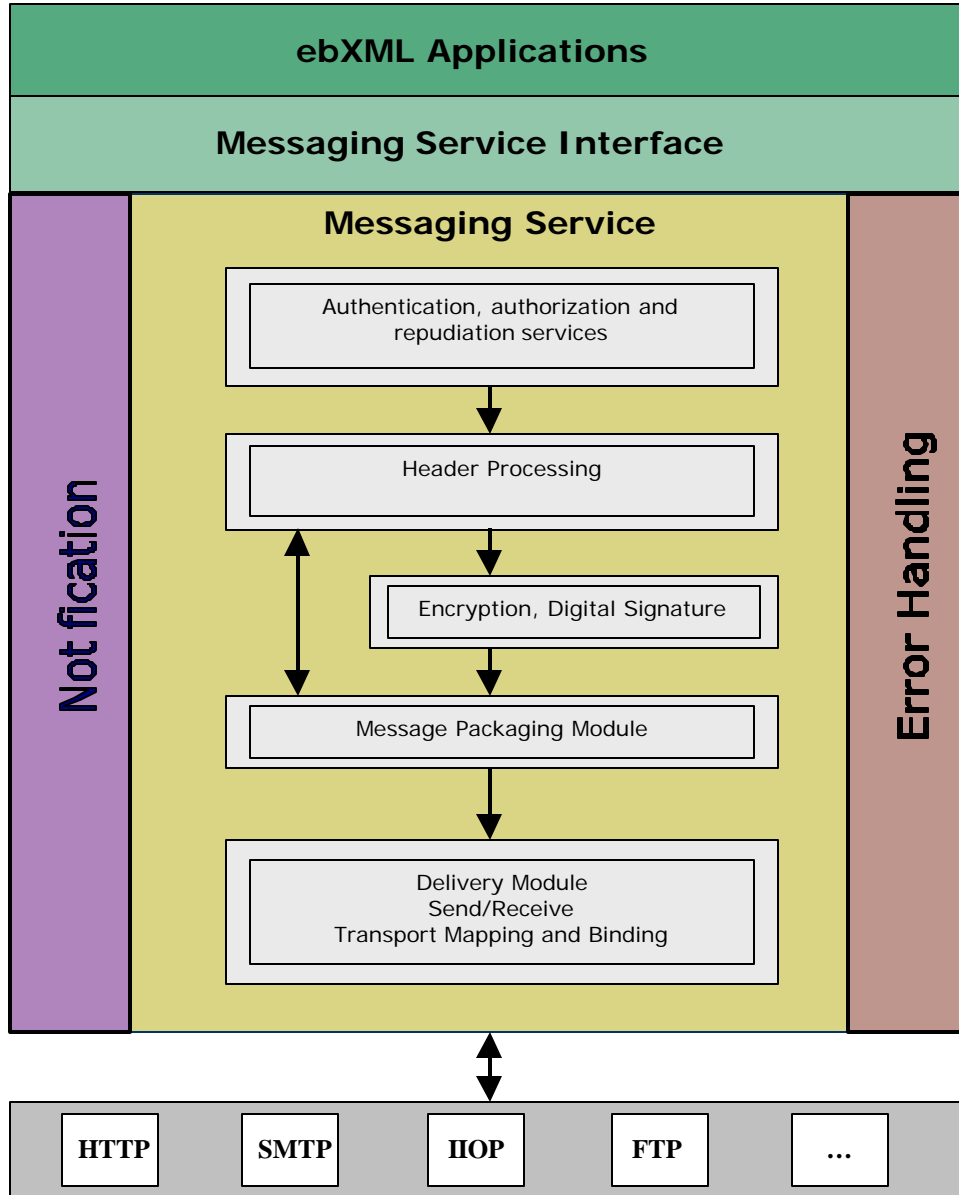 ebXML Applications
Messaging Service Interface
Messaging Service
Authentication, authorization and
repudiation services
Header Processing
Encryption, Digital Signature
Message Packaging Module
Delivery Module
Send/Receive
Transport Mapping and Binding
Not fication
Error Handling
HTTP
SMTP
IIOP
FTP
…